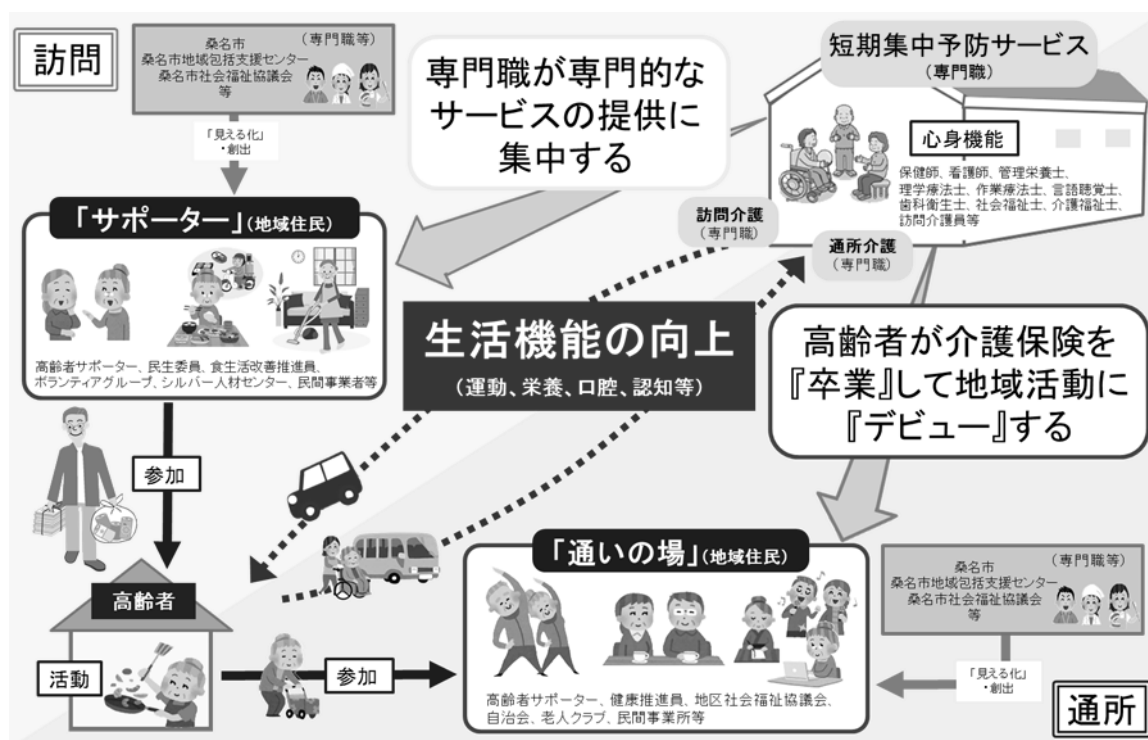 訪問
桑名市
(専門職等)
桑名市地域包括支援センター
桑名市社会福祉協議会
等
「見える化」
・創出
専門職が専門的な
サービスの提供に
集中する
短期集中予防サービス
(専門職)
心身機能
保健師、看護師、管理栄養士、
理学療法士、作業療法士、言語聴覚士、
歯科衛生士、社会福祉士、介護福祉士、
訪問介護員等
訪問介護
(専門職)
通所介護
(専門職)
「サポーター」(地域住民)
高齢者サポーター、民生委員、食生活改善推進員、
ボランティアグループ、シルバー人材センター、民間事業者等
生活機能の向上
(運動、栄養、口腔、認知等)
高齢者が介護保険を
『卒業』して地域活動に
『デビュー』する
参加
高齢者
活動
参加
「通いの場」(地域住民)
高齢者サポーター、健康推進員、地区社会福祉協議会、
自治会、老人クラブ、民間事業所等
桑名市
(専門職等)
桑名市地域包括支援センター
桑名市社会福祉協議会
等
「見える化」
・創出
通所